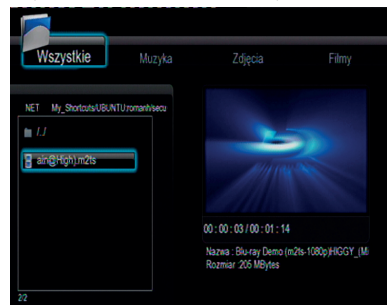 Wszystkie Muzyka Zdjęcia Filmy
NET My_Shortcuts/UBUNTU:romanh/secu
/../
ain@High).m2ts
00 : 00 : 03 / 00 : 01 : 14
Nazwa : Blu-ray Demo (m2ts-1080p)HIGGY_(M
Rozmiar :205 MBytes
2/2